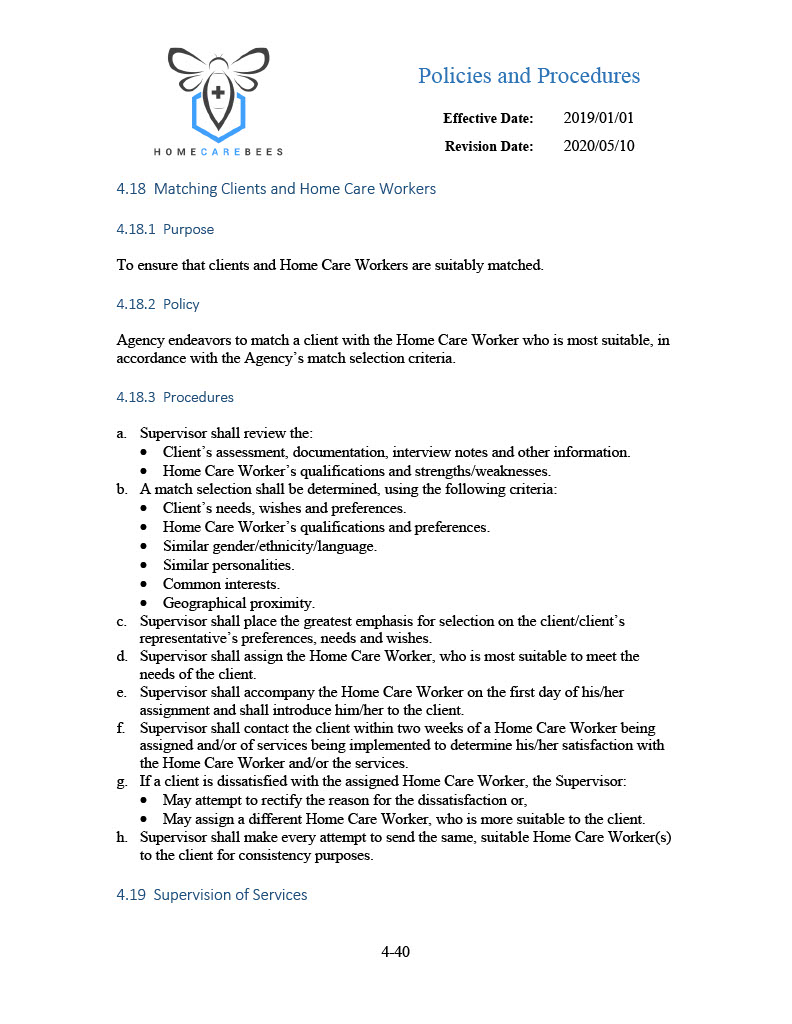 Policies and Procedures
Effective Date: 2019/01/01
Revision Date: 2020/05/10
HOMECAREBEES
4.18 Matching Clients and Home Care Workers
4.18.1 Purpose
To ensure that clients and Home Care Workers are suitably matched.
4.18.2 Policy
Agency endeavors to match a client with the Home Care Worker who is most suitable, in
accordance with the Agency’s match selection criteria.
4.18.3 Procedures
a. Supervisor shall review the:
• Client’s assessment, documentation, interview notes and other information.
• Home Care Worker’s qualifications and strengths/weaknesses.
b. A match selection shall be determined, using the following criteria:
• Client’s needs, wishes and preferences.
• Home Care Worker’s qualifications and preferences.
• Similar gender/ethnicity/language.
• Similar personalities.
• Common interests.
• Geographical proximity.
c. Supervisor shall place the greatest emphasis for selection on the client/client’s
representative’s preferences, needs and wishes.
d. Supervisor shall assign the Home Care Worker, who is most suitable to meet the
needs of the client.
e. Supervisor shall accompany the Home Care Worker on the first day of his/her
assignment and shall introduce him/her to the client.
f. Supervisor shall contact the client within two weeks of a Home Care Worker being
assigned and/or of services being implemented to determine his/her satisfaction with
the Home Care Worker and/or the services.
g. If a client is dissatisfied with the assigned Home Care Worker, the Supervisor:
• May attempt to rectify the reason for the dissatisfaction or,
• May assign a different Home Care Worker, who is more suitable to the client.
h. Supervisor shall make every attempt to send the same, suitable Home Care Worker(s)
to the client for consistency purposes.
4.19 Supervision of Services
4-40